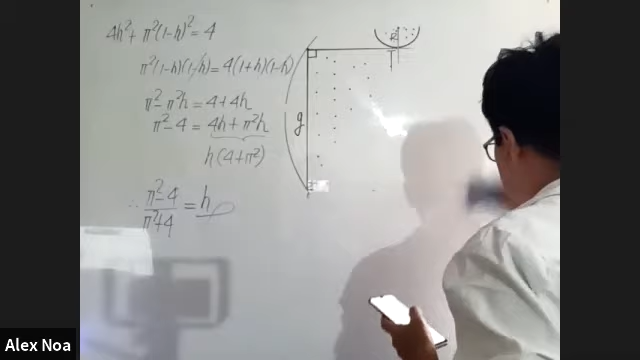 4h² + π²(1-h)² = 4
π²(1-h)(1-h) = 4(1+h)(1-h)
π² - π²h = 4 + 4h
π² - 4 = 4h + π²h
h(4+π²)
∴ π²-4 / π²+4 = h
g
Alex Noa